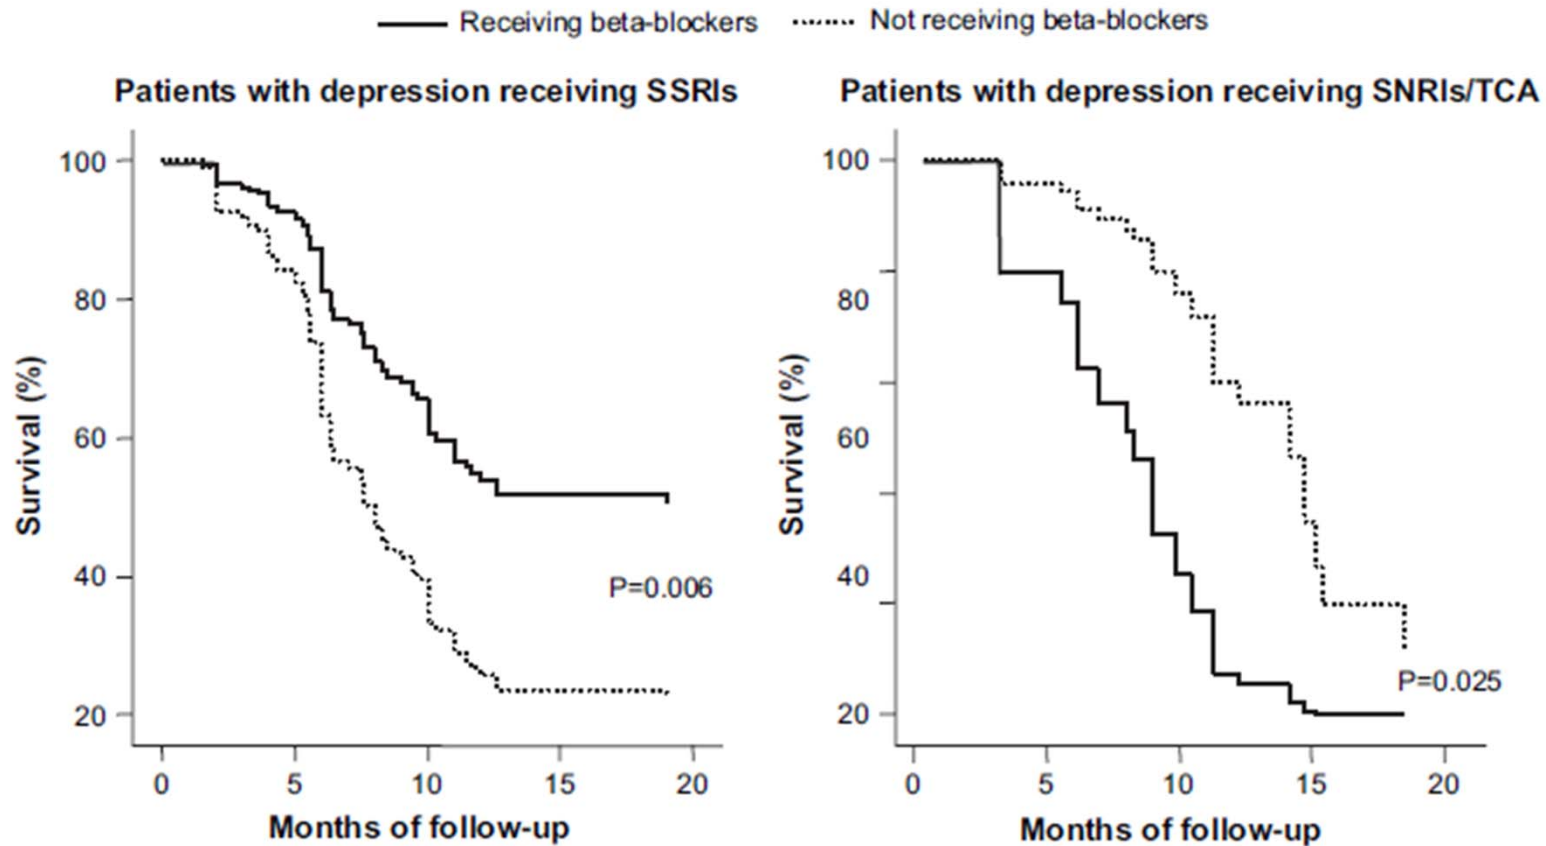 Receiving beta-blockers Not receiving beta-blockers
Patients with depression receiving SSRIs
100
80
60
40
20
Survival (%)
P=0.006
0 5 10 15 20
Months of follow-up
Patients with depression receiving SNRIs/TCA
100
80
60
40
20
Survival (%)
P=0.025
0 5 10 15 20
Months of follow-up